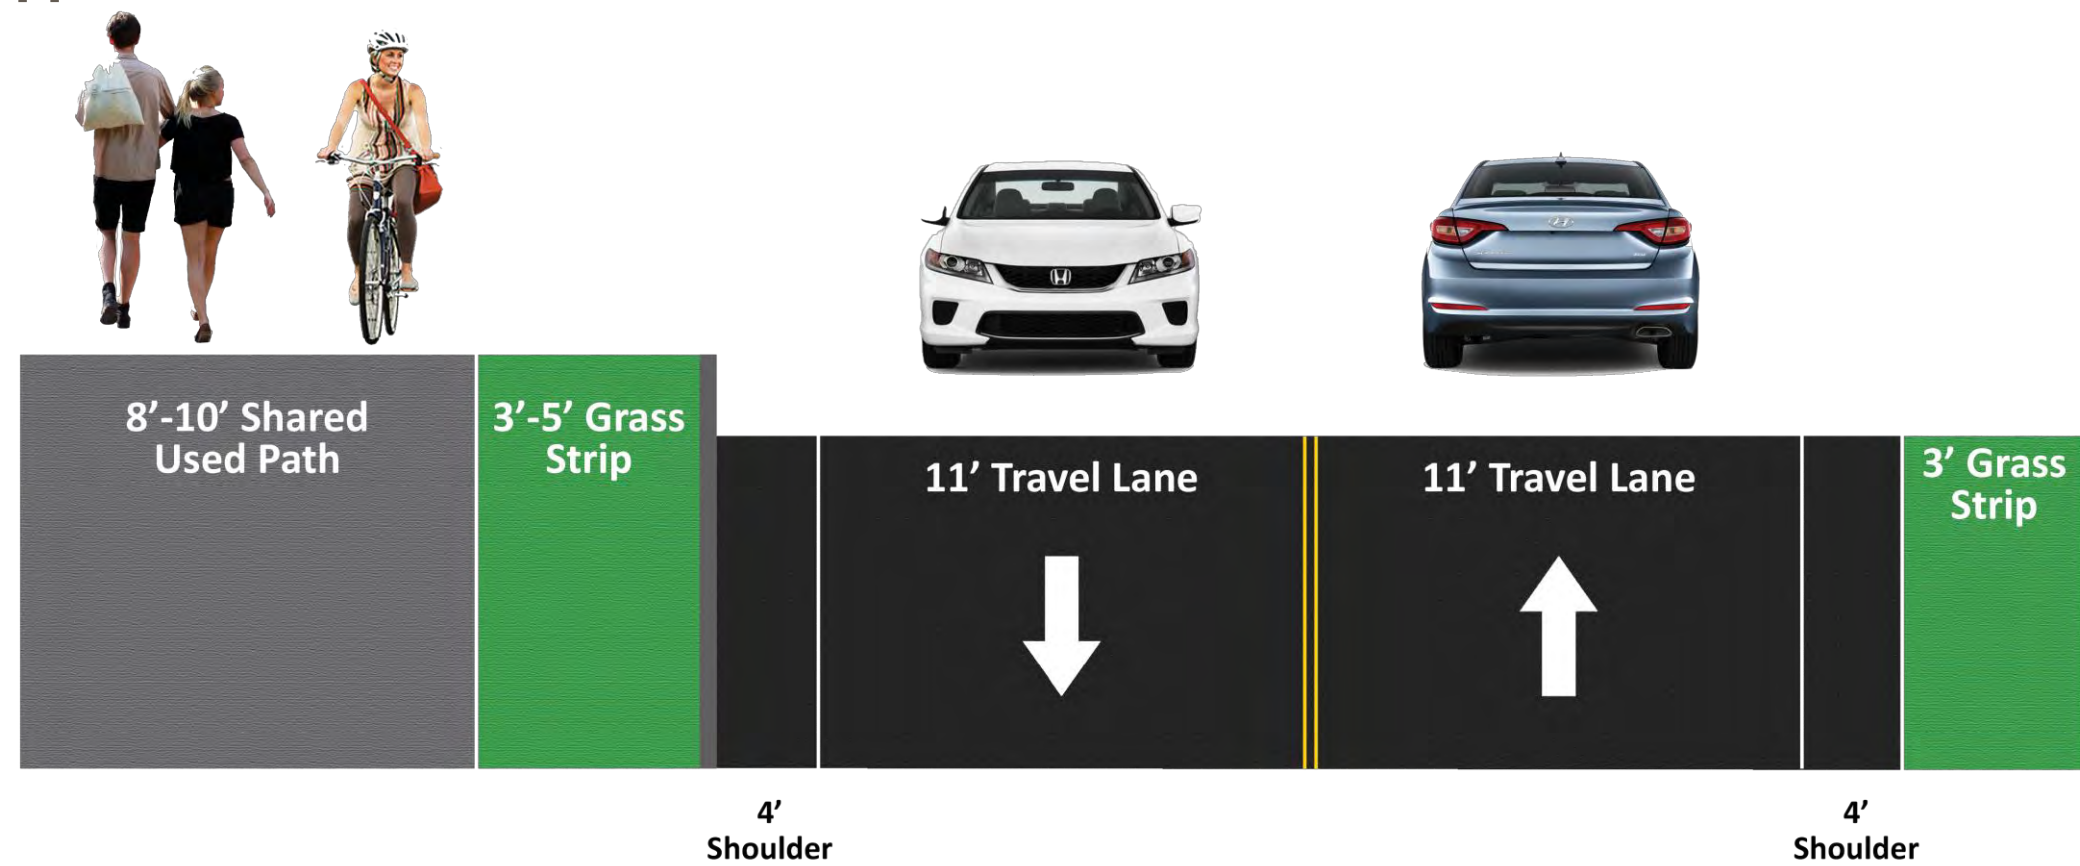 8’-10’ Shared
Used Path
3’-5’ Grass
Strip
11’ Travel Lane
11’ Travel Lane
3’ Grass
Strip
4’
Shoulder
4’
Shoulder